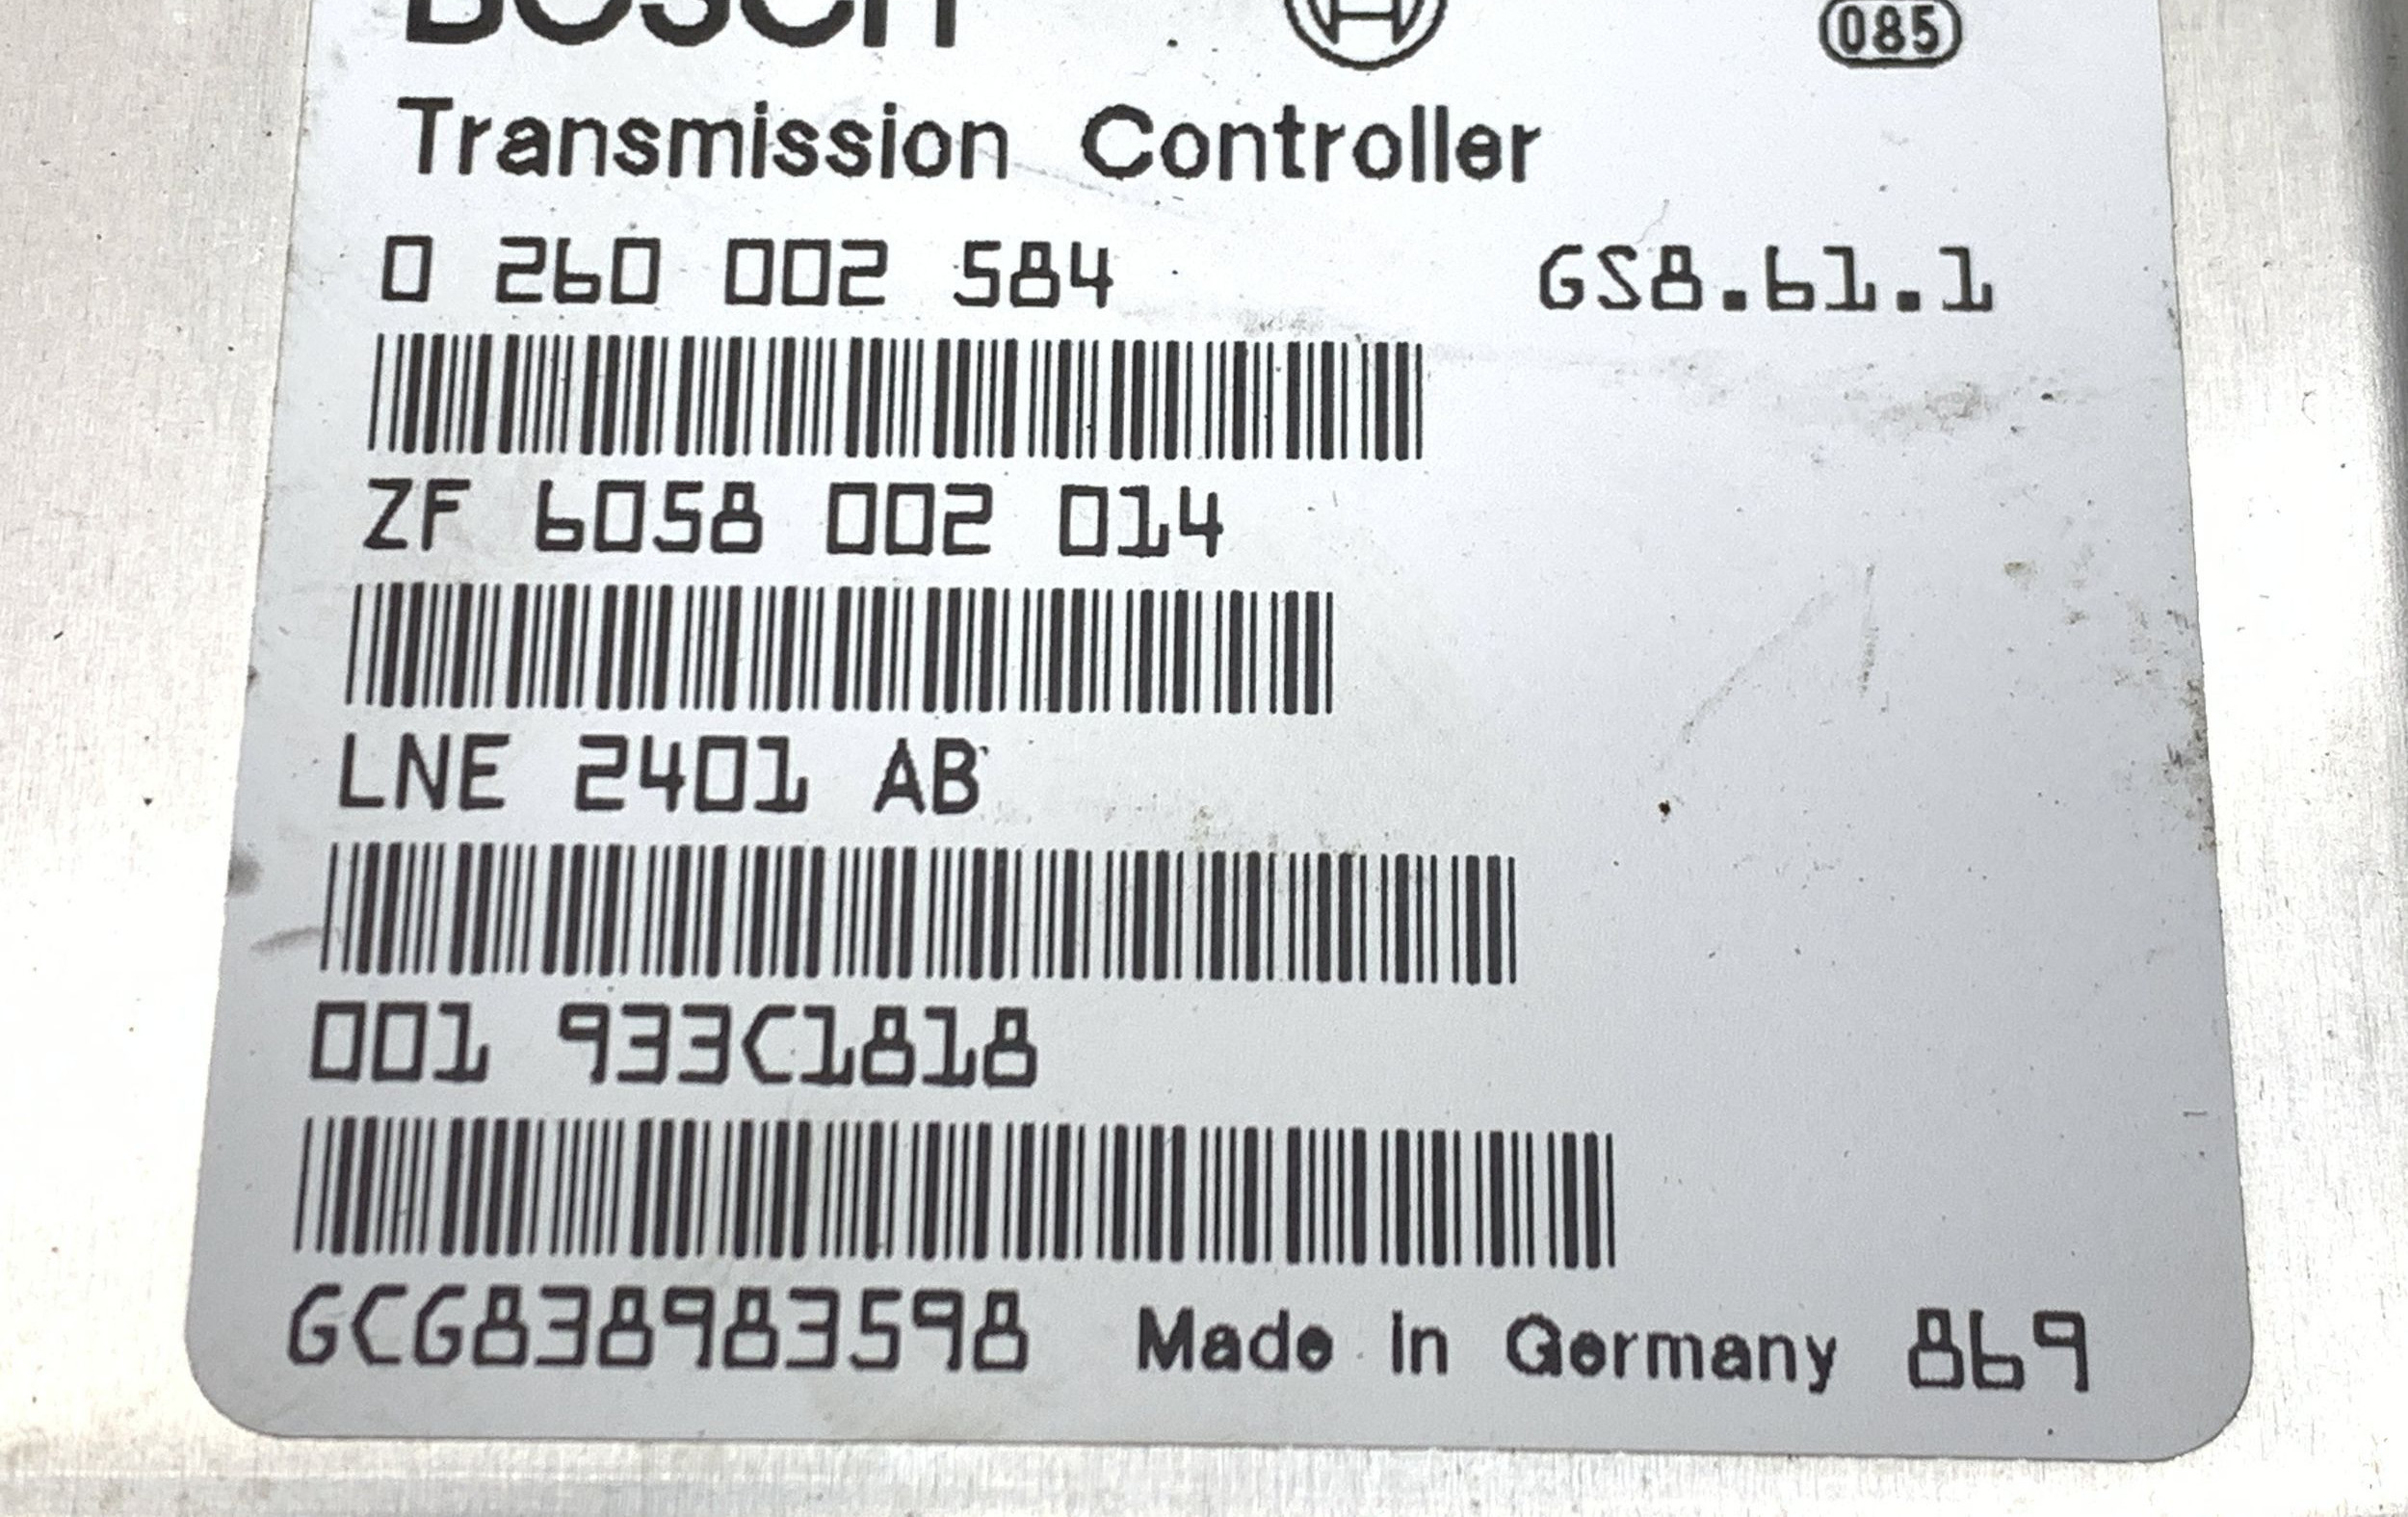 BOSCH 085
Transmission Controller
0 260 002 584 GS8.61.1
ZF 6058 002 014
LNE 2401 AB
001 933C1818
GCG838983598 Made in Germany 869